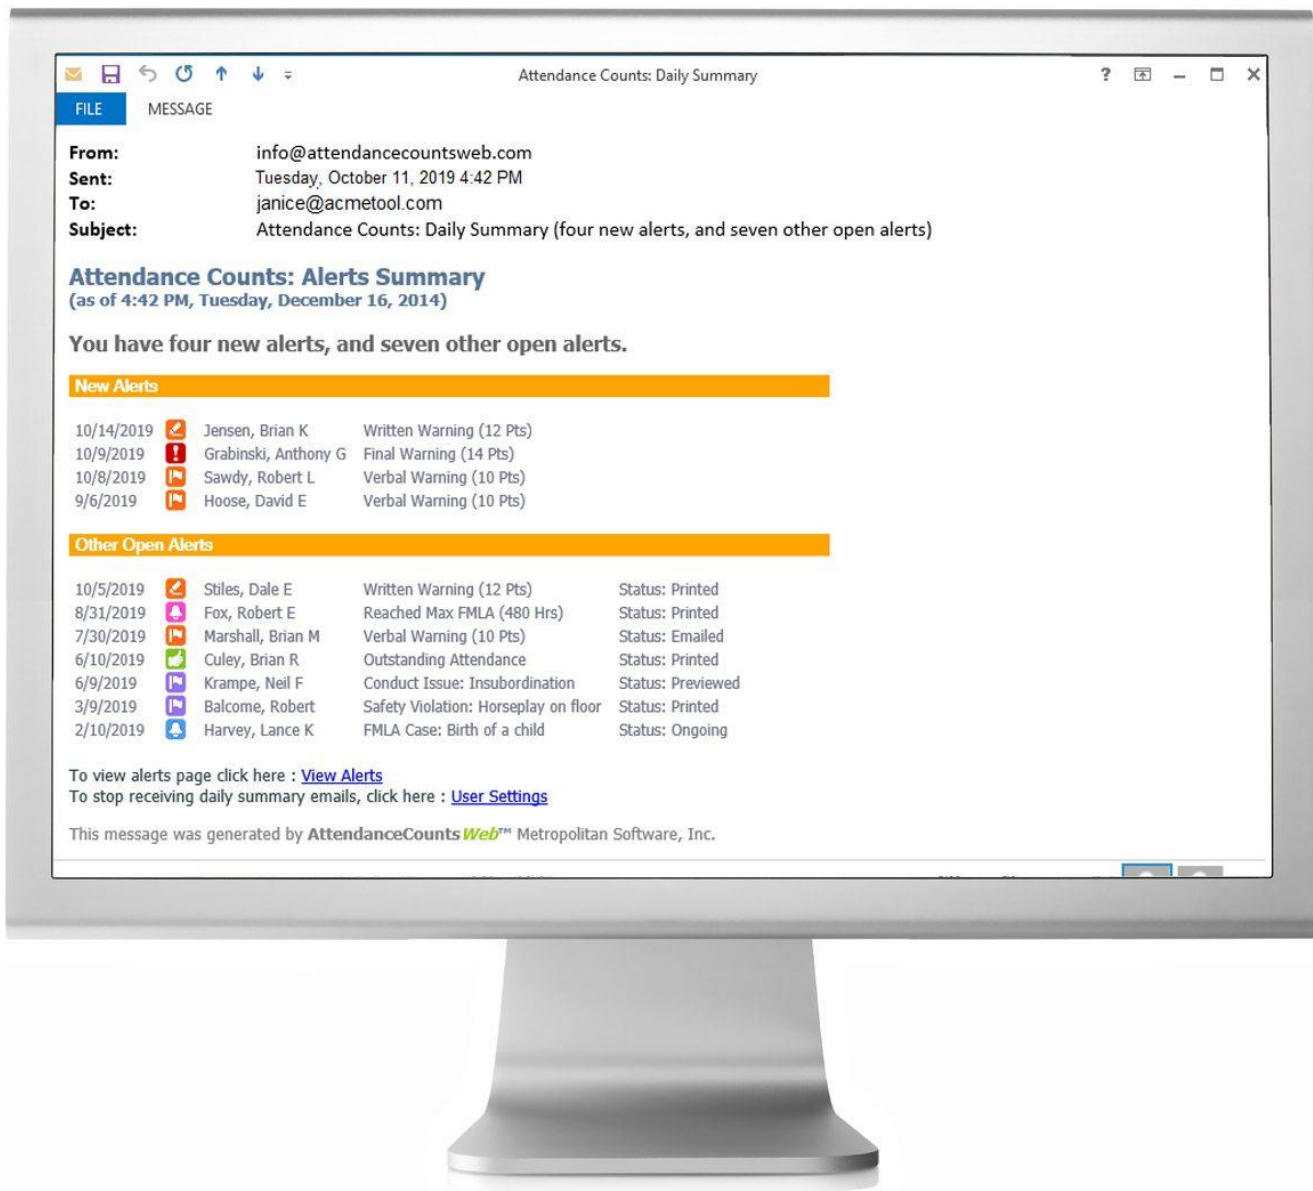 Attendance Counts: Daily Summary
FILE MESSAGE
From: info@attendancecountsweb.com
Sent: Tuesday, October 11, 2019 4:42 PM
To: janice@acmetool.com
Subject: Attendance Counts: Daily Summary (four new alerts, and seven other open alerts)
Attendance Counts: Alerts Summary
(as of 4:42 PM, Tuesday, December 16, 2014)
You have four new alerts, and seven other open alerts.
New Alerts
10/14/2019 Jensen, Brian K Written Warning (12 Pts)
10/9/2019 Grabinski, Anthony G Final Warning (14 Pts)
10/8/2019 Sawdy, Robert L Verbal Warning (10 Pts)
9/6/2019 Hoose, David E Verbal Warning (10 Pts)
Other Open Alerts
10/5/2019 Stiles, Dale E Written Warning (12 Pts) Status: Printed
8/31/2019 Fox, Robert E Reached Max FMLA (480 Hrs) Status: Printed
7/30/2019 Marshall, Brian M Verbal Warning (10 Pts) Status: Emailed
6/10/2019 Culey, Brian R Outstanding Attendance Status: Printed
6/9/2019 Krampe, Neil F Conduct Issue: Insubordination Status: Previewed
3/9/2019 Balcome, Robert Safety Violation: Horseplay on floor Status: Printed
2/10/2019 Harvey, Lance K FMLA Case: Birth of a child Status: Ongoing
To view alerts page click here : View Alerts
To stop receiving daily summary emails, click here : User Settings
This message was generated by AttendanceCountsWeb™ Metropolitan Software, Inc.